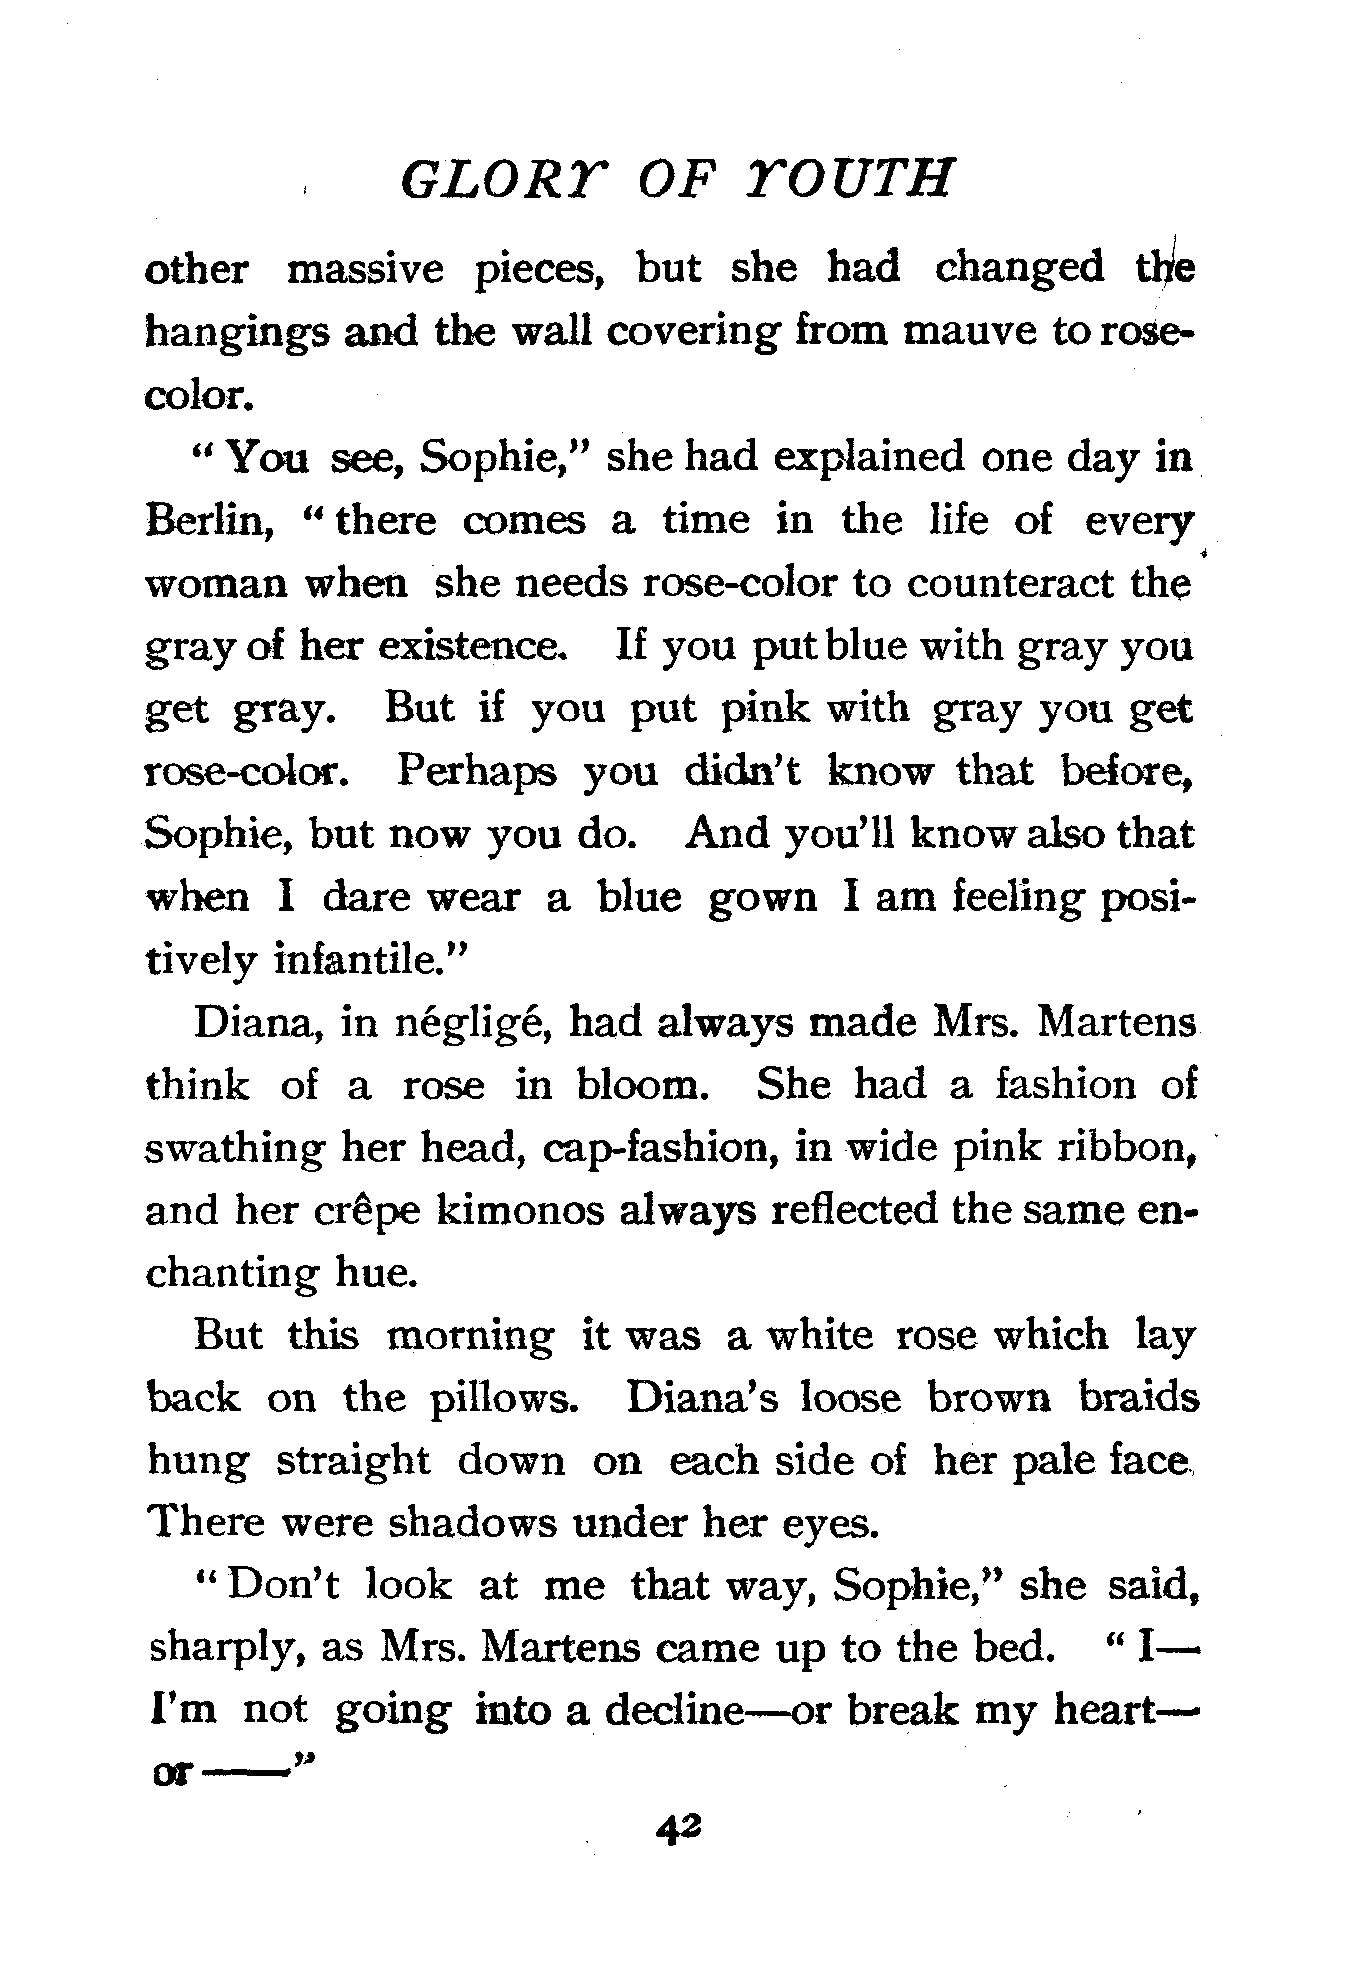 GLORY OF YOUTH
other massive pieces, but she had changed the
hangings and the wall covering from mauve to rose-
color.
“ You see, Sophie,” she had explained one day in
Berlin, “ there comes a time in the life of every
woman when she needs rose-color to counteract the
gray of her existence. If you put blue with gray you
get gray. But if you put pink with gray you get
rose-color. Perhaps you didn’t know that before,
Sophie, but now you do. And you’ll know also that
when I dare wear a blue gown I am feeling posi-
tively infantile.”
Diana, in négligé, had always made Mrs. Martens
think of a rose in bloom. She had a fashion of
swathing her head, cap-fashion, in wide pink ribbon,
and her crêpe kimonos always reflected the same en-
chanting hue.
But this morning it was a white rose which lay
back on the pillows. Diana’s loose brown braids
hung straight down on each side of her pale face.
There were shadows under her eyes.
“ Don’t look at me that way, Sophie,” she said,
sharply, as Mrs. Martens came up to the bed. “ I—
I’m not going into a decline—or break my heart—
or——”
42